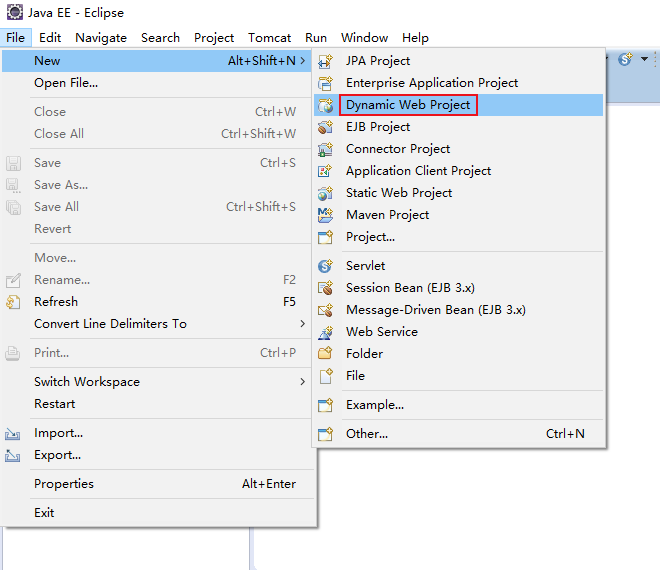 Java EE - Eclipse
File Edit Navigate Search Project Tomcat Run Window Help
New Alt+Shift+N
Open File...
Close Ctrl+W
Close All Ctrl+Shift+W
Save Ctrl+S
Save As...
Save All Ctrl+Shift+S
Revert
Move...
Rename... F2
Refresh F5
Convert Line Delimiters To
Print... Ctrl+P
Switch Workspace
Restart
Import...
Export...
Properties Alt+Enter
Exit
JPA Project
Enterprise Application Project
Dynamic Web Project
EJB Project
Connector Project
Application Client Project
Static Web Project
Maven Project
Project...
Servlet
Session Bean (EJB 3.x)
Message-Driven Bean (EJB 3.x)
Web Service
Folder
File
Example...
Other... Ctrl+N